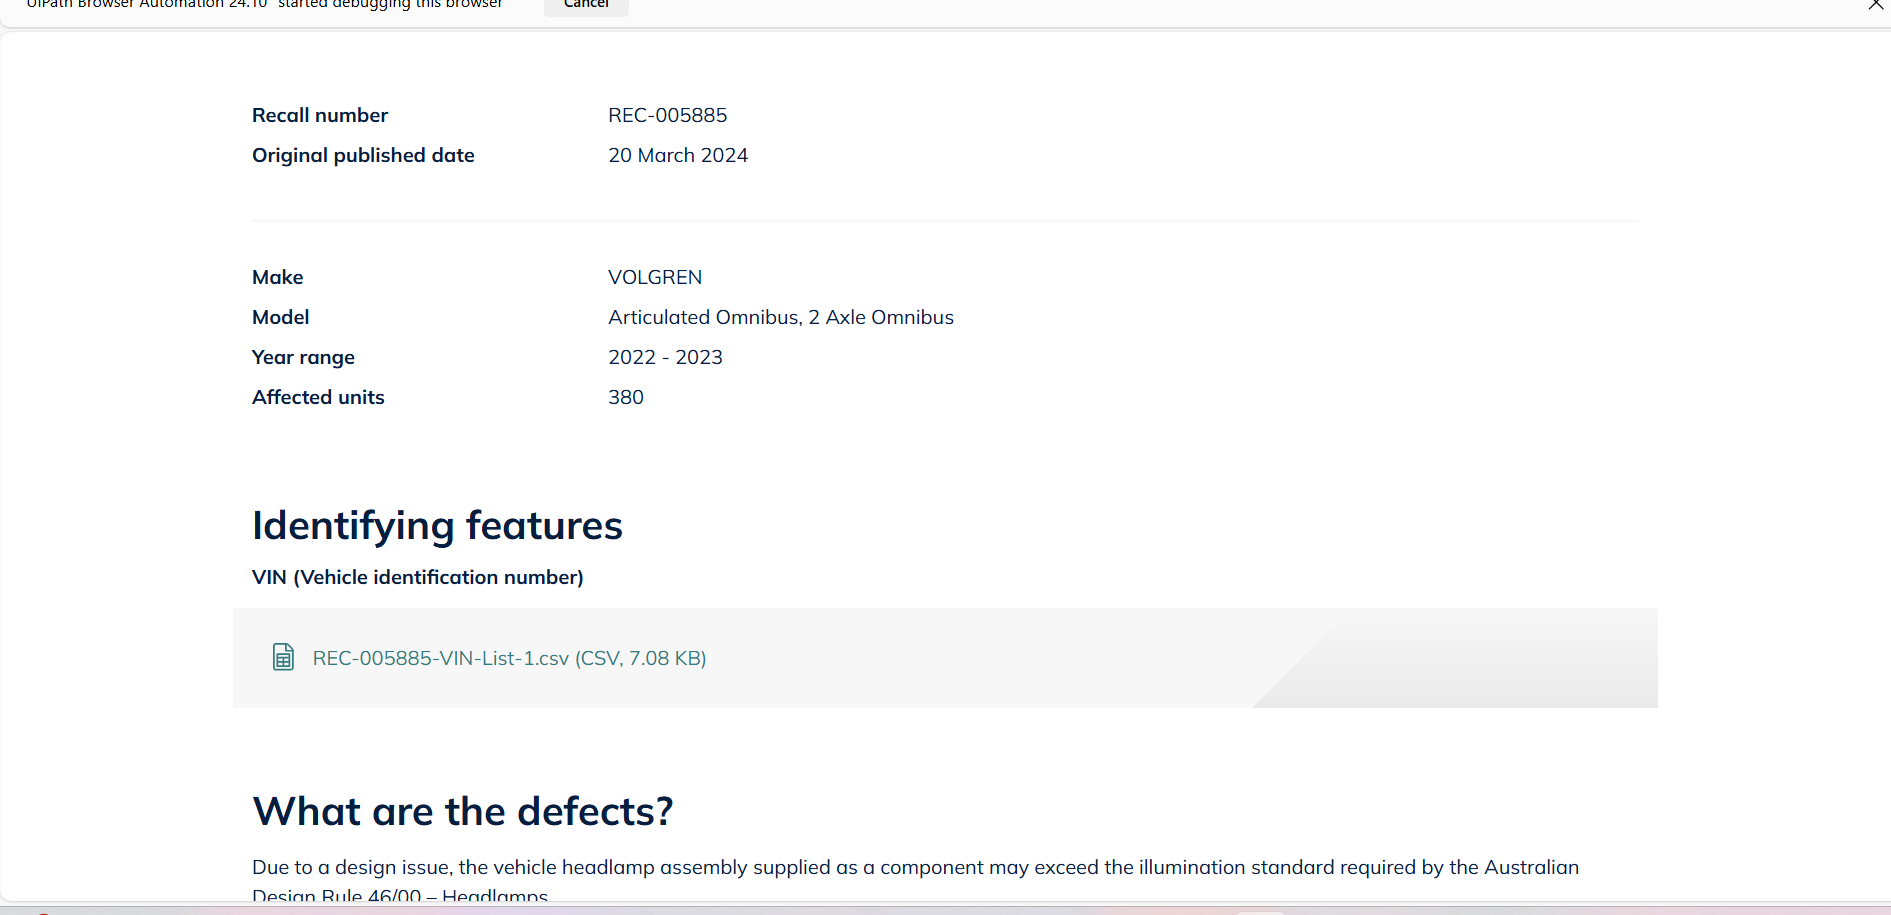 UiPath Browser Automation 24.10" started debugging this browser
Cancel
Recall number REC-005885
Original published date 20 March 2024
Make VOLGREN
Model Articulated Omnibus, 2 Axle Omnibus
Year range 2022 - 2023
Affected units 380
Identifying features
VIN (Vehicle identification number)
REC-005885-VIN-List-1.csv (CSV, 7.08 KB)
What are the defects?
Due to a design issue, the vehicle headlamp assembly supplied as a component may exceed the illumination standard required by the Australian
Design Rule 46/00 – Headlamps